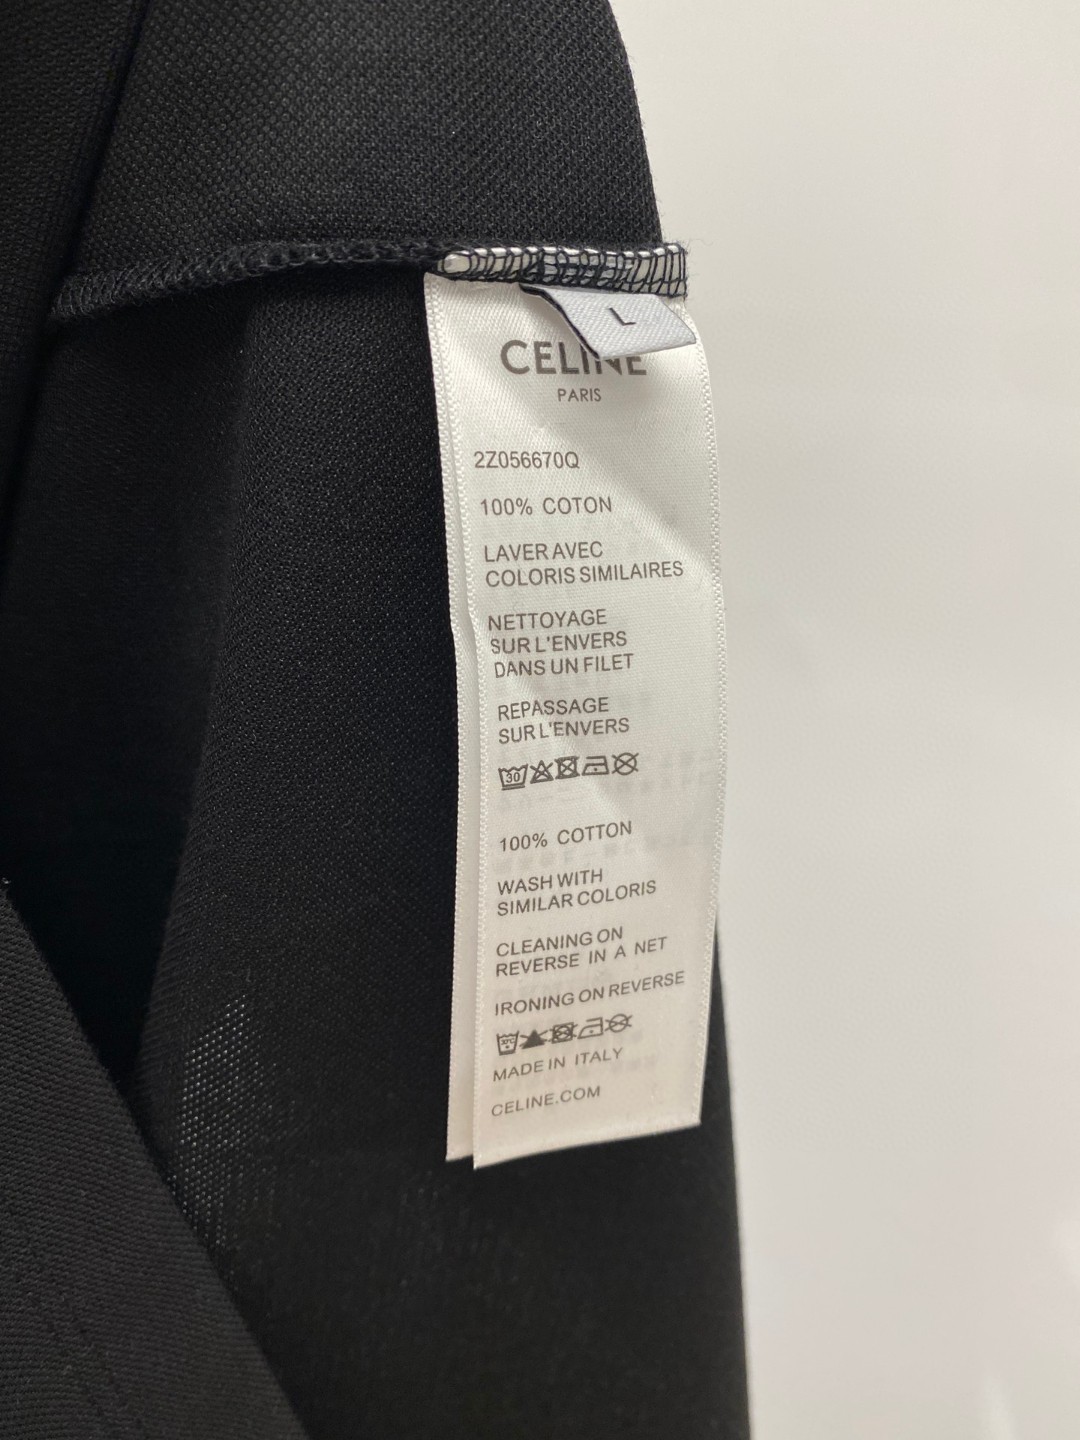 L
CELINE
PARIS
2Z056670Q
100% COTON
LAVER AVEC
COLORIS SIMILAIRES
NETTOYAGE
SUR L'ENVERS
DANS UN FILET
REPASSAGE
SUR L'ENVERS
30
100% COTTON
WASH WITH
SIMILAR COLORIS
CLEANING ON
REVERSE IN A NET
IRONING ON REVERSE
MADE IN ITALY
CELINE.COM